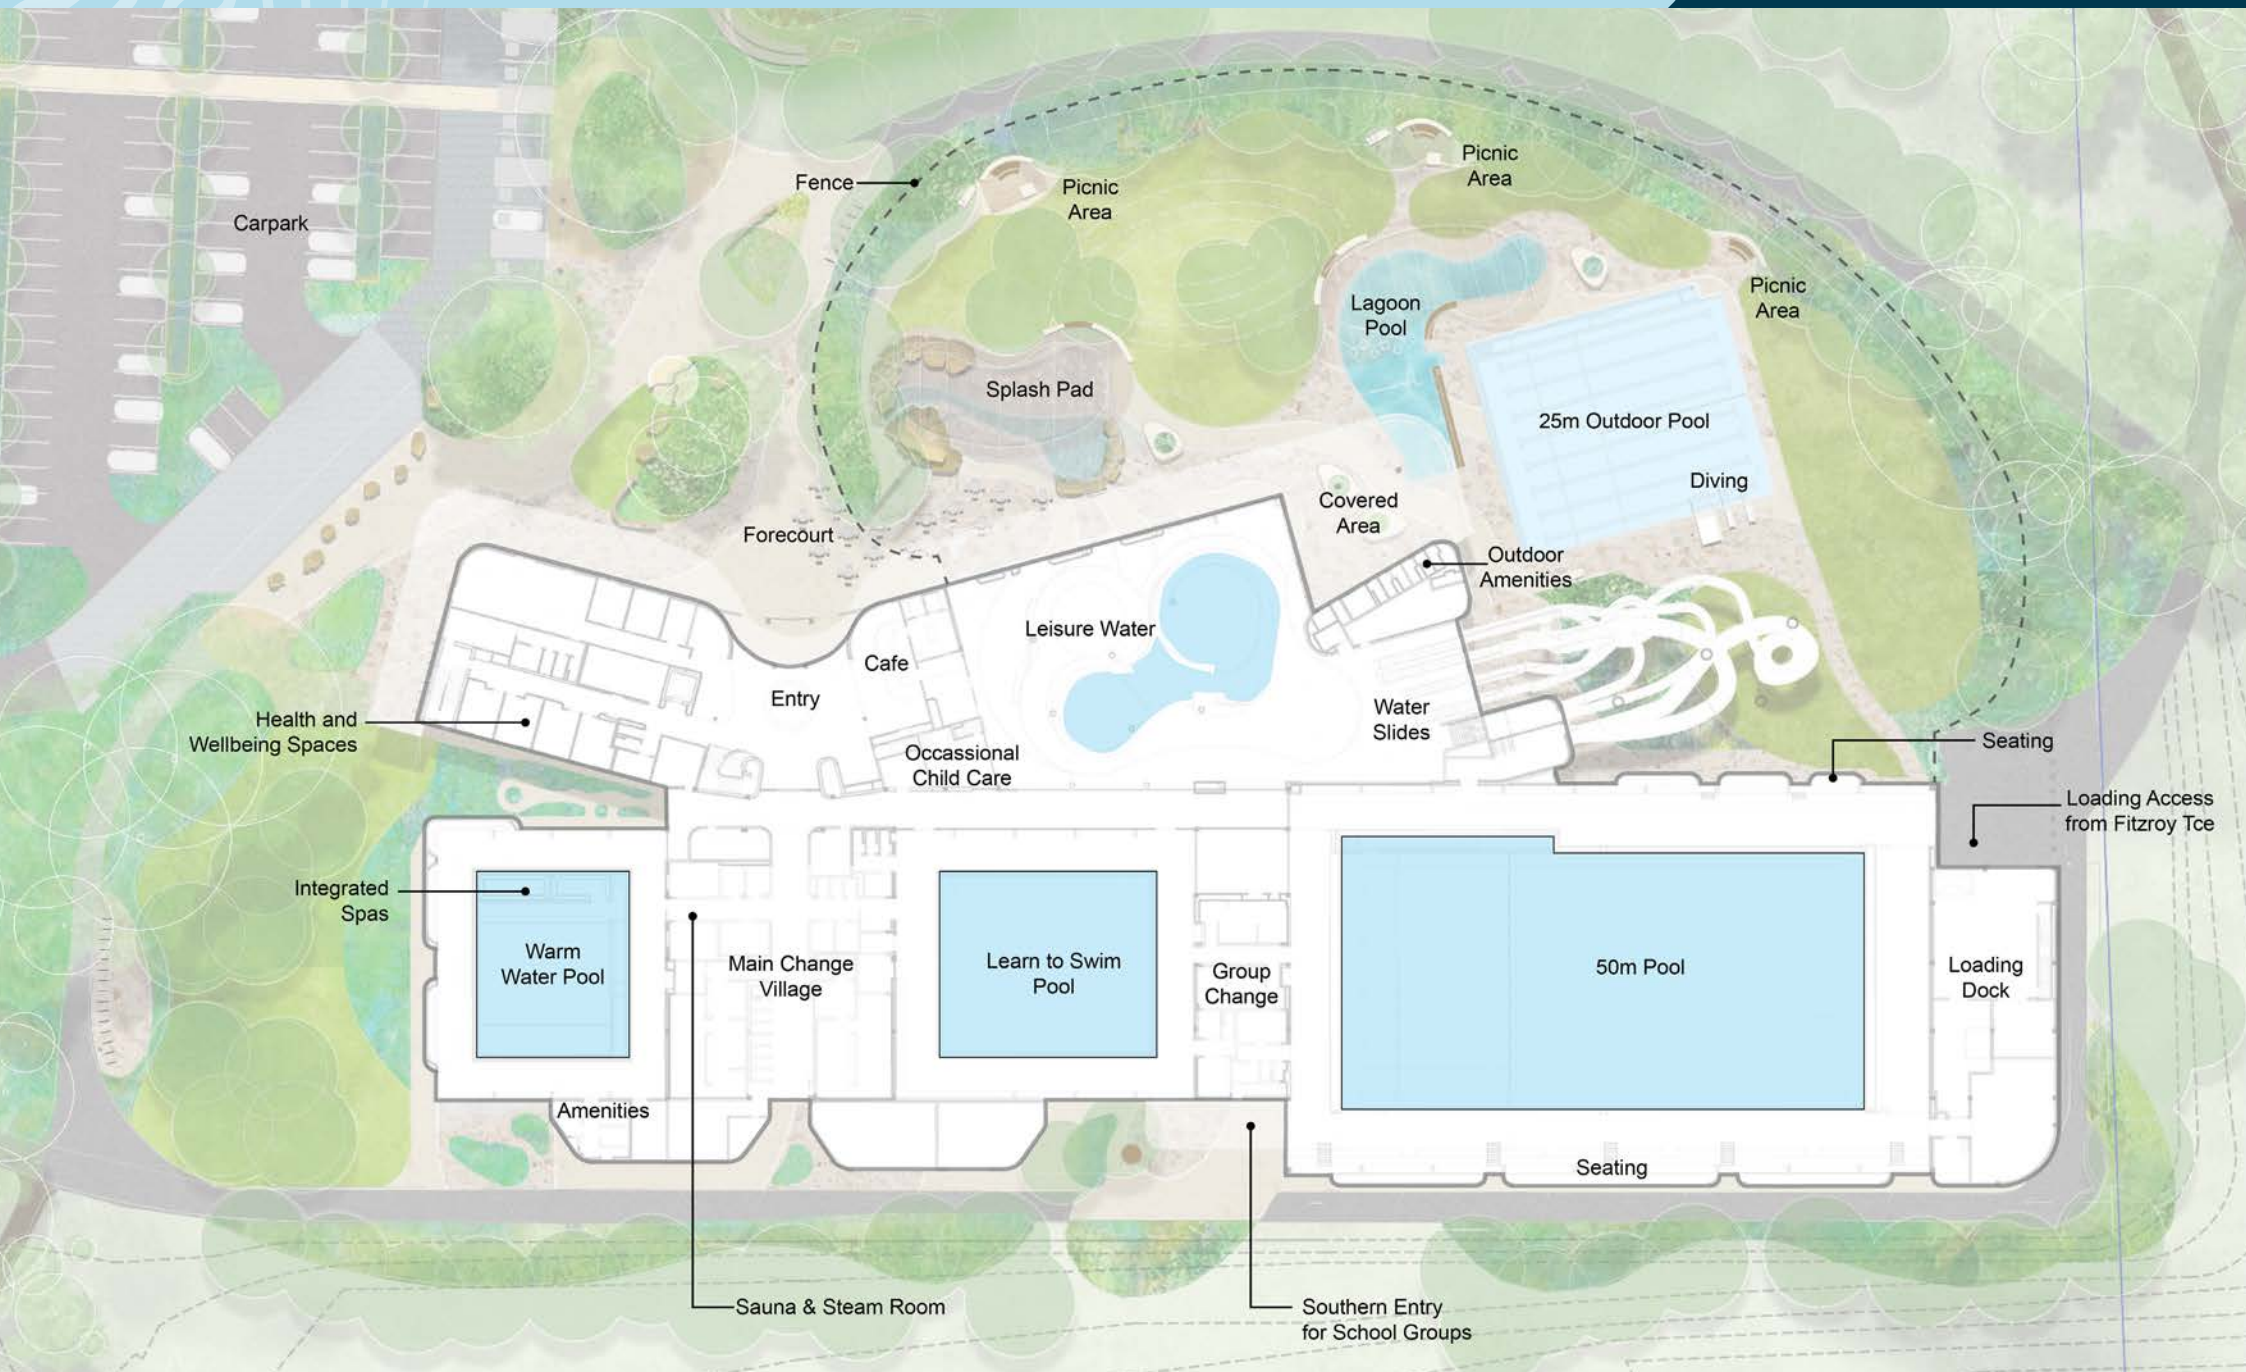 Picnic
Area
Fence
Picnic
Area
Carpark
Picnic
Area
Lagoon
Pool
Splash Pad
25m Outdoor Pool
Diving
Covered
Area
Forecourt
Outdoor
Amenities
Leisure Water
Cafe
Entry
Water
Slides
Health and
Wellbeing Spaces
Occassional
Child Care
Seating
Loading Access
from Fitzroy Tce
Integrated
Spas
Warm
Water Pool
Main Change
Village
Learn to Swim
Pool
Group
Change
50m Pool
Loading
Dock
Amenities
Seating
Sauna & Steam Room
Southern Entry
for School Groups